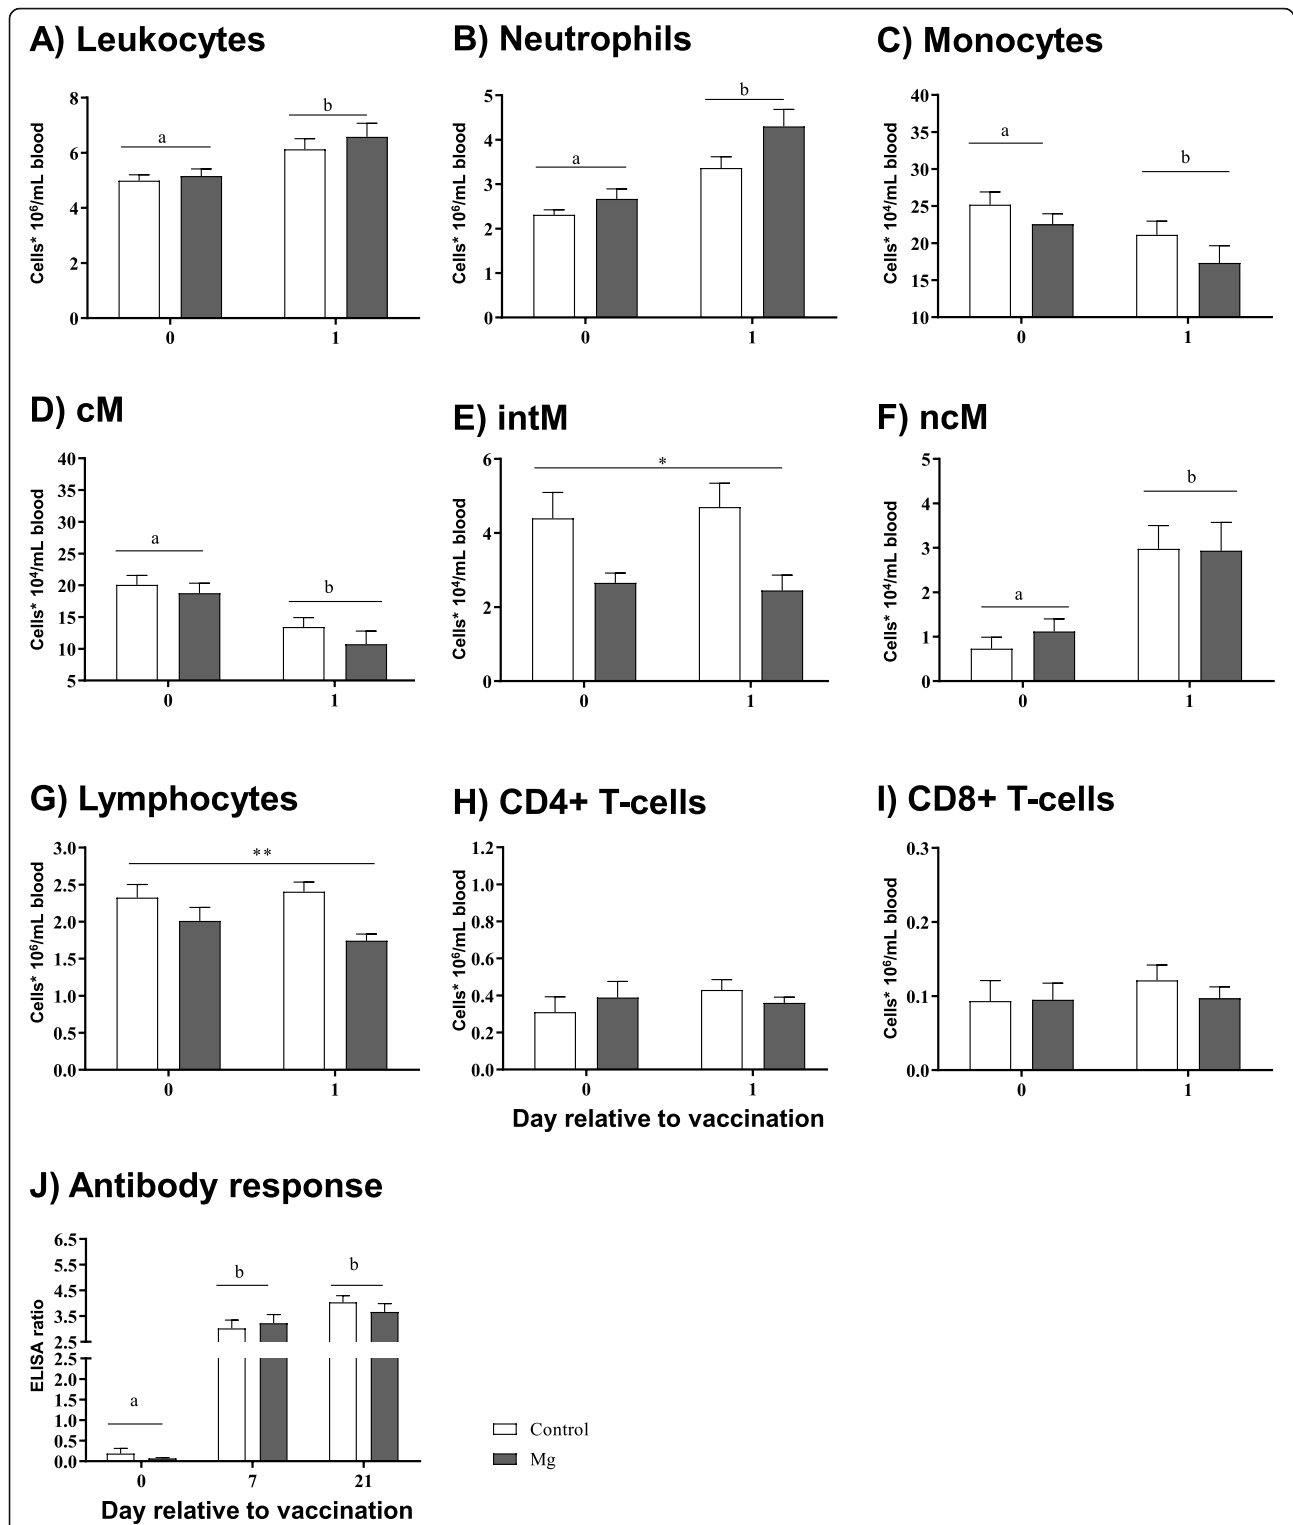 A) Leukocytes
B) Neutrophils
C) Monocytes
Cells* 10⁶/mL blood
8
6
4
2
0
a
b
0
1
Cells* 10⁶/mL blood
5
4
3
2
1
0
a
b
0
1
Cells* 10⁴/mL blood
40
35
30
25
20
15
10
a
b
0
1
D) cM
E) intM
F) ncM
Cells* 10⁴/mL blood
40
35
30
25
20
15
10
5
a
b
0
1
Cells* 10⁴/mL blood
6
4
2
0
*
0
1
Cells* 10⁴/mL blood
5
4
3
2
1
0
a
b
0
1
G) Lymphocytes
H) CD4+ T-cells
I) CD8+ T-cells
Cells* 10⁶/mL blood
3.0
2.5
2.0
1.5
1.0
0.5
0.0
**
0
1
Cells* 10⁶/mL blood
1.2
1.0
0.8
0.6
0.4
0.2
0.0
0
1
Day relative to vaccination
Cells* 10⁶/mL blood
0.3
0.2
0.1
0.0
0
1
J) Antibody response
ELISA ratio
6.5
5.5
4.5
3.5
2.5
2.5
2.0
1.5
1.0
0.5
0.0
a
b
b
0
7
21
Day relative to vaccination
Control
Mg